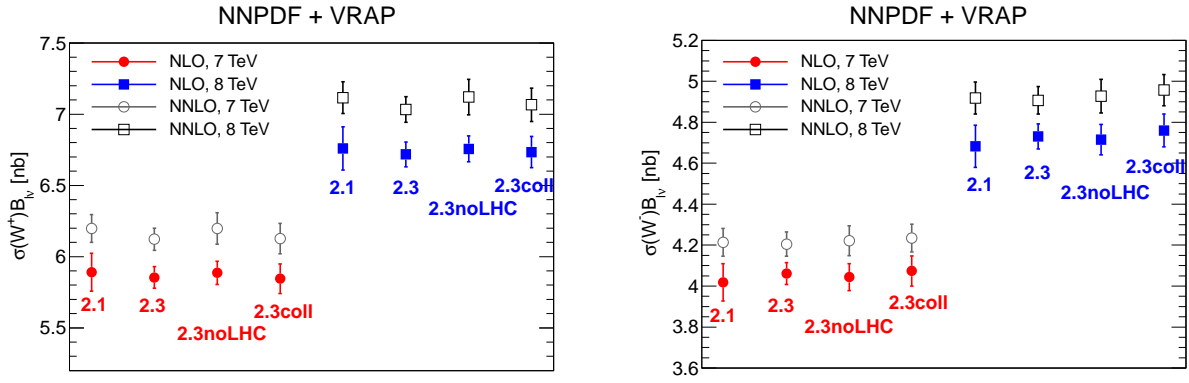 NNPDF + VRAP
σ(W⁺)B_lν [nb]
7.5
7
6.5
6
5.5
NLO, 7 TeV
NLO, 8 TeV
NNLO, 7 TeV
NNLO, 8 TeV
2.1
2.3
2.3noLHC
2.3coll
2.1
2.3
2.3noLHC
2.3coll
NNPDF + VRAP
σ(W⁻)B_lν [nb]
5.2
5
4.8
4.6
4.4
4.2
4
3.8
3.6
NLO, 7 TeV
NLO, 8 TeV
NNLO, 7 TeV
NNLO, 8 TeV
2.1
2.3
2.3noLHC
2.3coll
2.1
2.3
2.3noLHC
2.3coll